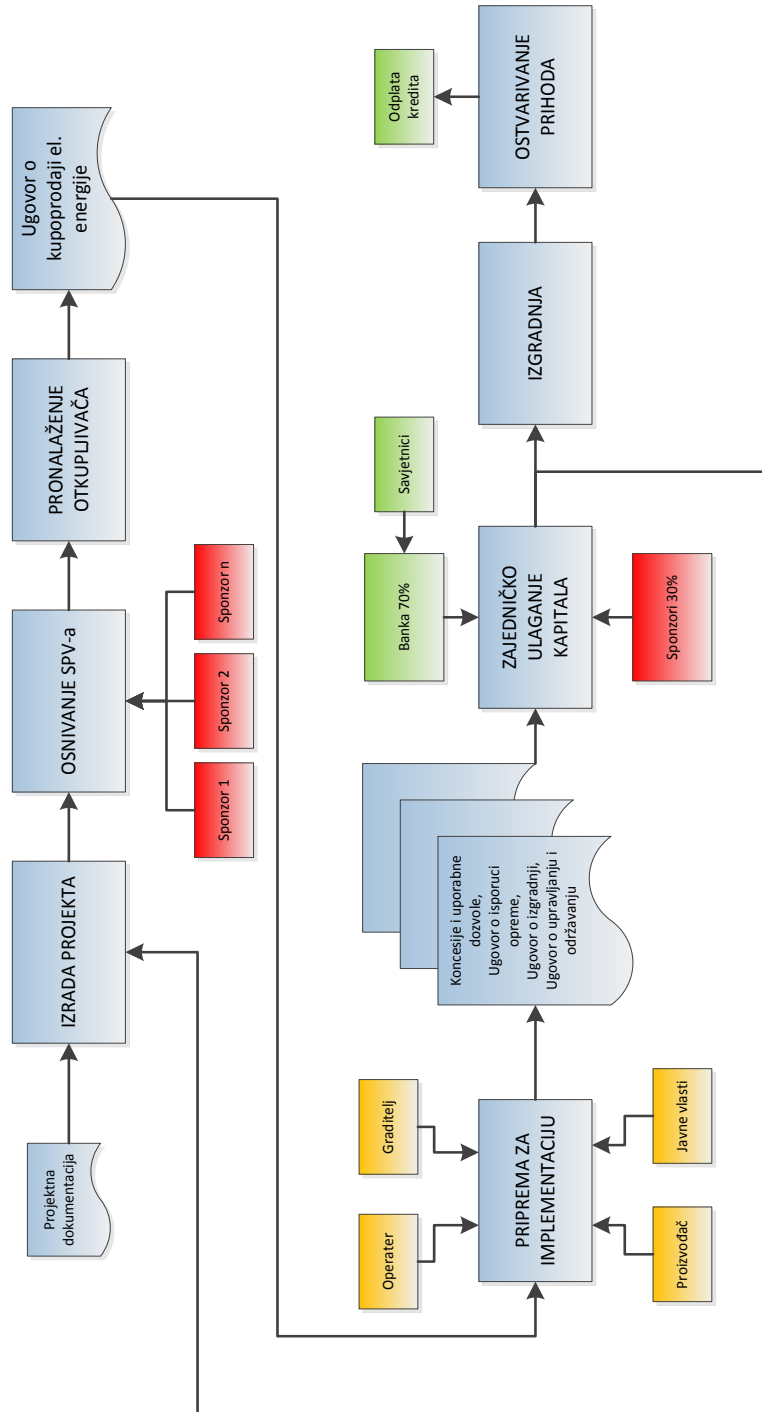 Projektna
dokumentacija
IZRADA PROJEKTA
OSNIVANJE SPV-a
PRONALAŽENJE
OTKUPLJIVAČA
Ugovor o
kupoprodaji el.
energije
Sponzor 1
Sponzor 2
Sponzor n
Operater
Graditelj
PRIPREMA ZA
IMPLEMENTACIJU
Proizvođač
Javne vlasti
Koncesije i uporabne
dozvole,
Ugovor o isporuci
opreme,
Ugovor o izgradnji,
Ugovor o upravljanju i
održavanju
Banka 70%
Savjetnici
ZAJEDNIČKO
ULAGANJE
KAPITALA
Sponzori 30%
IZGRADNJA
OSTVARIVANJE
PRIHODA
Odplata
kredita